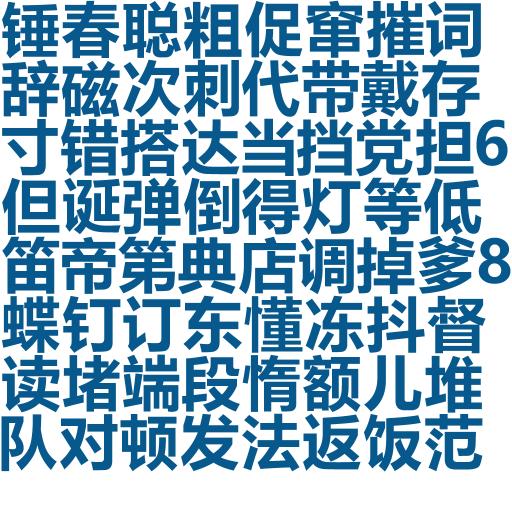 锤春聪粗促窜摧词
辞磁次刺代带戴存
寸错搭达当挡党担6
但诞弹倒得灯等低
笛帝第典店调掉爹8
蝶钉订东懂冻抖督
读堵端段惰额儿堆
队对顿发法返饭范